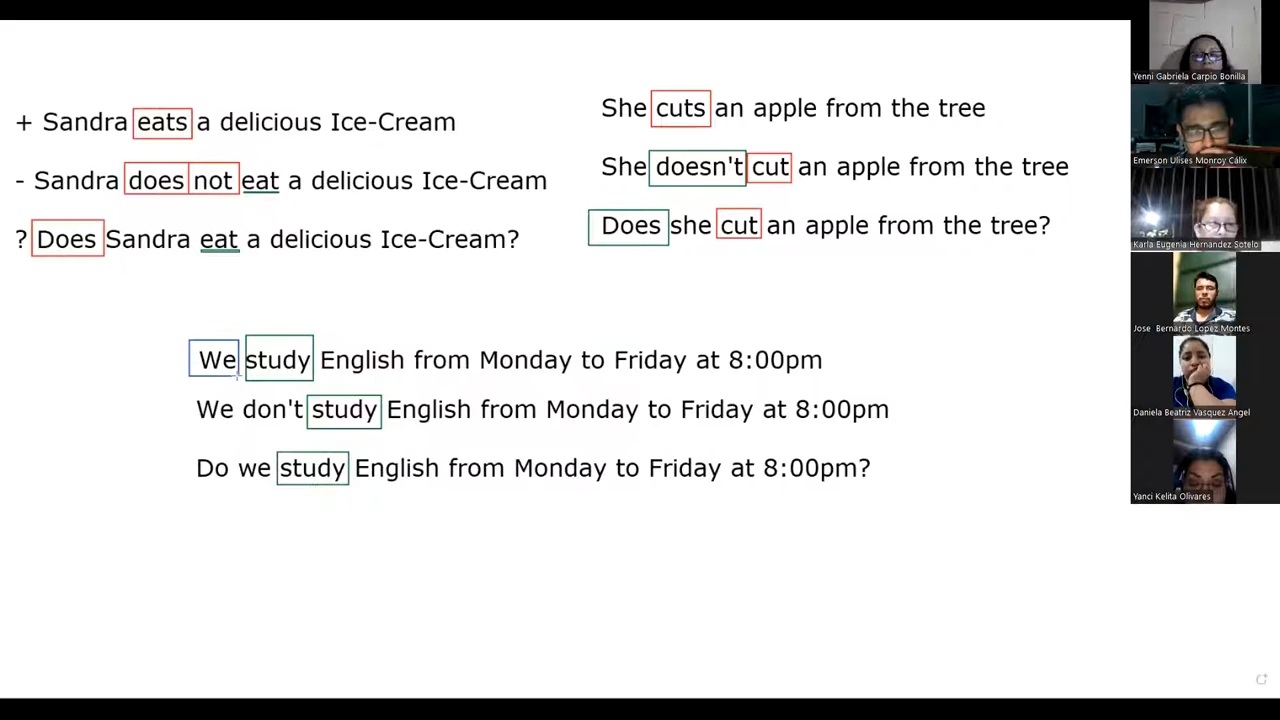 + Sandra eats a delicious Ice-Cream
- Sandra does not eat a delicious Ice-Cream
? Does Sandra eat a delicious Ice-Cream?
She cuts an apple from the tree
She doesn't cut an apple from the tree
Does she cut an apple from the tree?
We study English from Monday to Friday at 8:00pm
We don't study English from Monday to Friday at 8:00pm
Do we study English from Monday to Friday at 8:00pm?
Yenni Gabriela Carpio Bonilla
Emerson Ulises Monroy Cálix
Karla Eugenia Hernandez Sotelo
Jose Bernardo Lopez Montes
Daniela Beatriz Vasquez Angel
Yanci Kelita Olivares